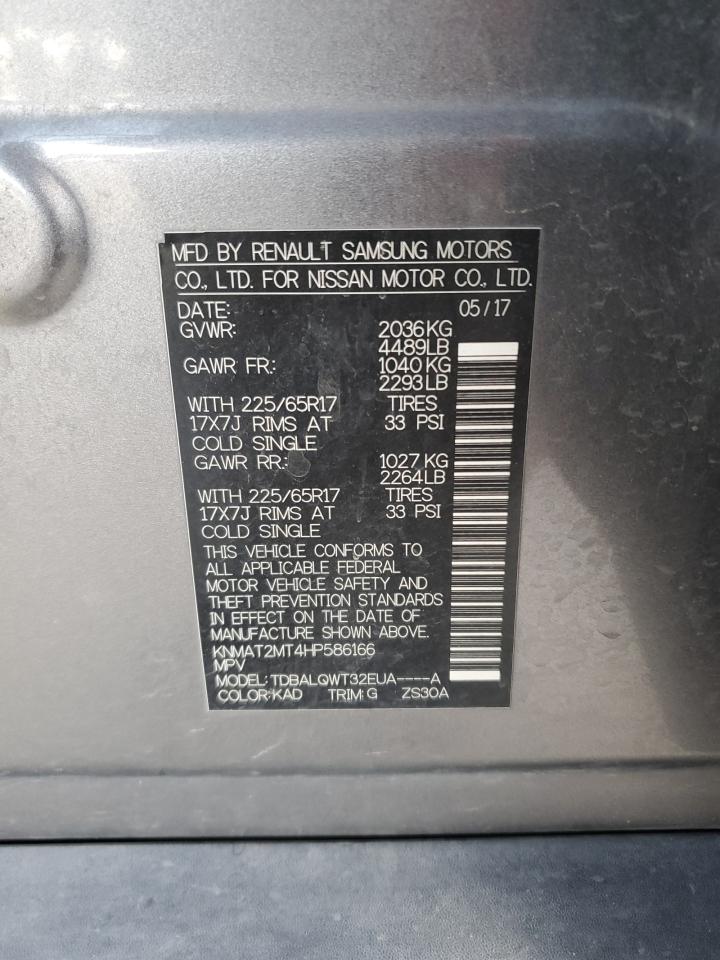 MFD BY RENAULT SAMSUNG MOTORS
CO., LTD. FOR NISSAN MOTOR CO., LTD.
DATE: 05/17
GVWR: 2036KG
4489LB
GAWR FR.: 1040KG
2293LB
WITH 225/65R17 TIRES
17X7J RIMS AT 33 PSI
COLD SINGLE
GAWR RR.: 1027KG
2264LB
WITH 225/65R17 TIRES
17X7J RIMS AT 33 PSI
COLD SINGLE
THIS VEHICLE CONFORMS TO
ALL APPLICABLE FEDERAL
MOTOR VEHICLE SAFETY AND
THEFT PREVENTION STANDARDS
IN EFFECT ON THE DATE OF
MANUFACTURE SHOWN ABOVE.
KNMAT2MT4HP586166
MPV
MODEL: TDBALQWT32EUA----A
COLOR: KAD TRIM: G ZS30A